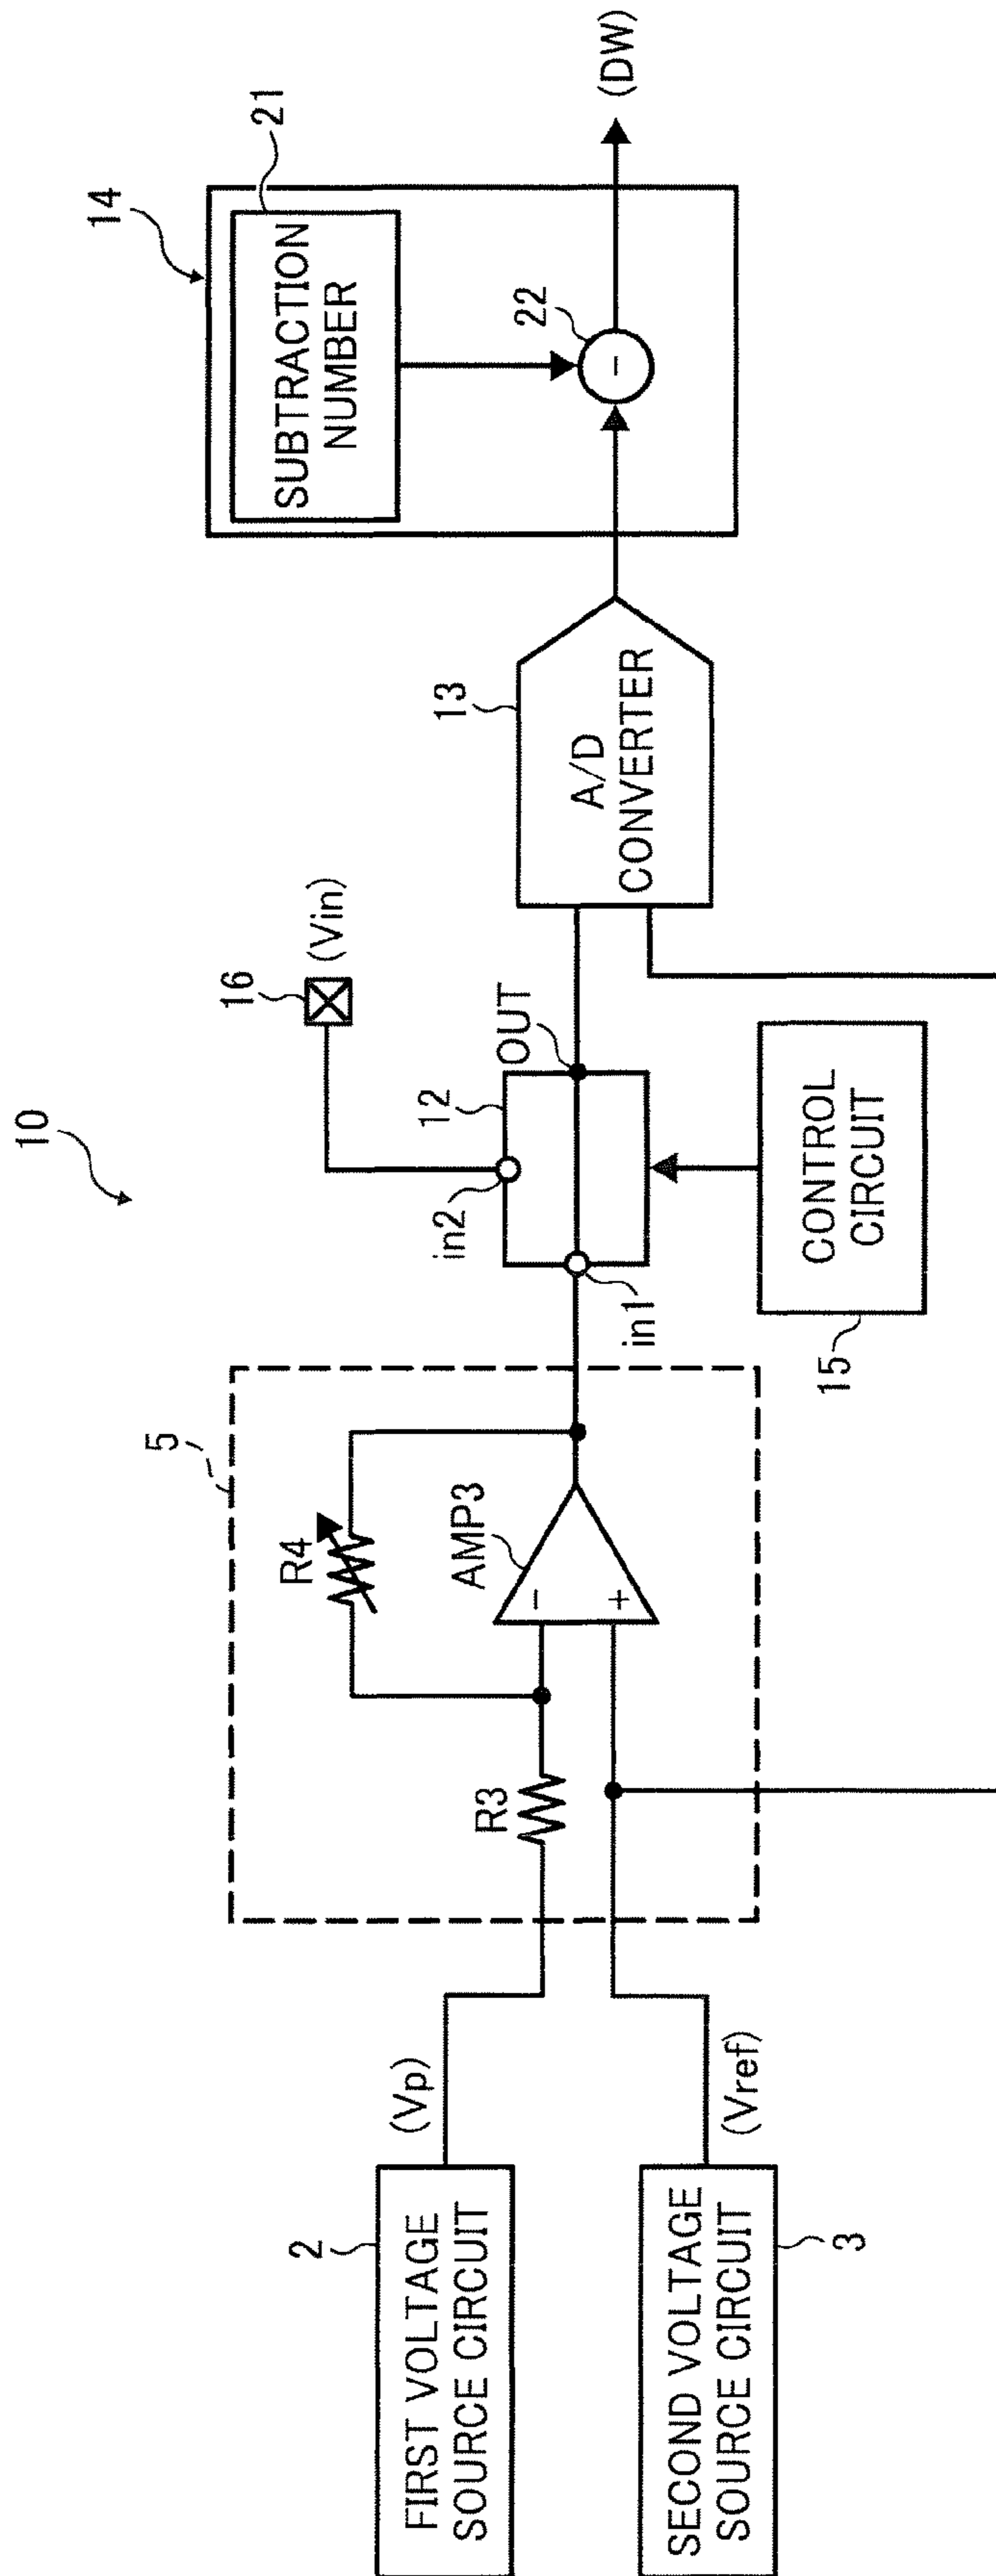 10
FIRST VOLTAGE
SOURCE CIRCUIT
2
(Vp)
SECOND VOLTAGE
SOURCE CIRCUIT
3
(Vref)
5
R3
R4
AMP3
−
+
in1
in2
12
OUT
16
(Vin)
CONTROL
CIRCUIT
15
13
A/D
CONVERTER
14
SUBTRACTION
NUMBER
21
22
−
(DW)